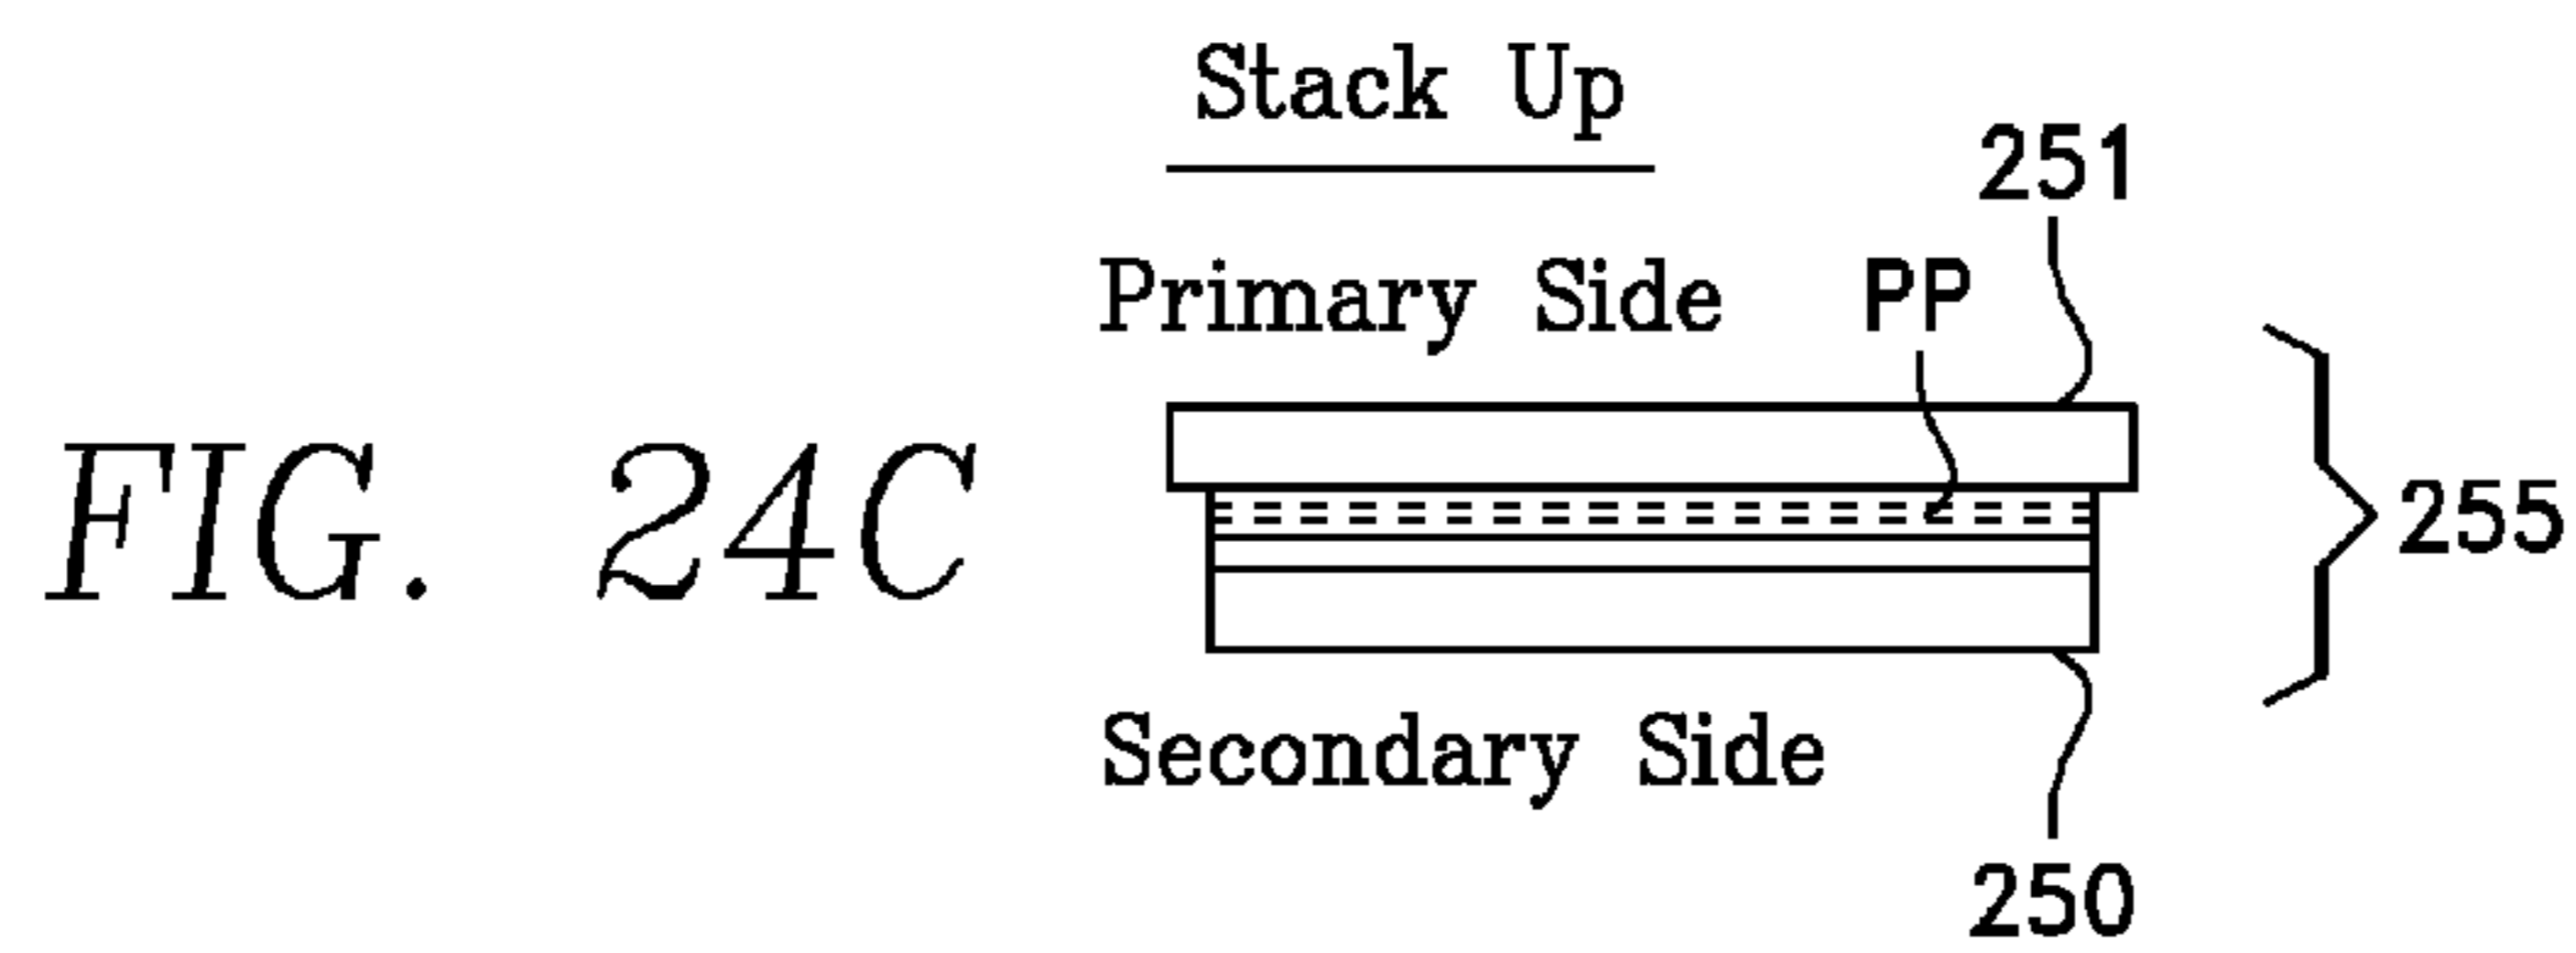 Stack Up
251
Primary Side PP
FIG. 24C
255
Secondary Side
250